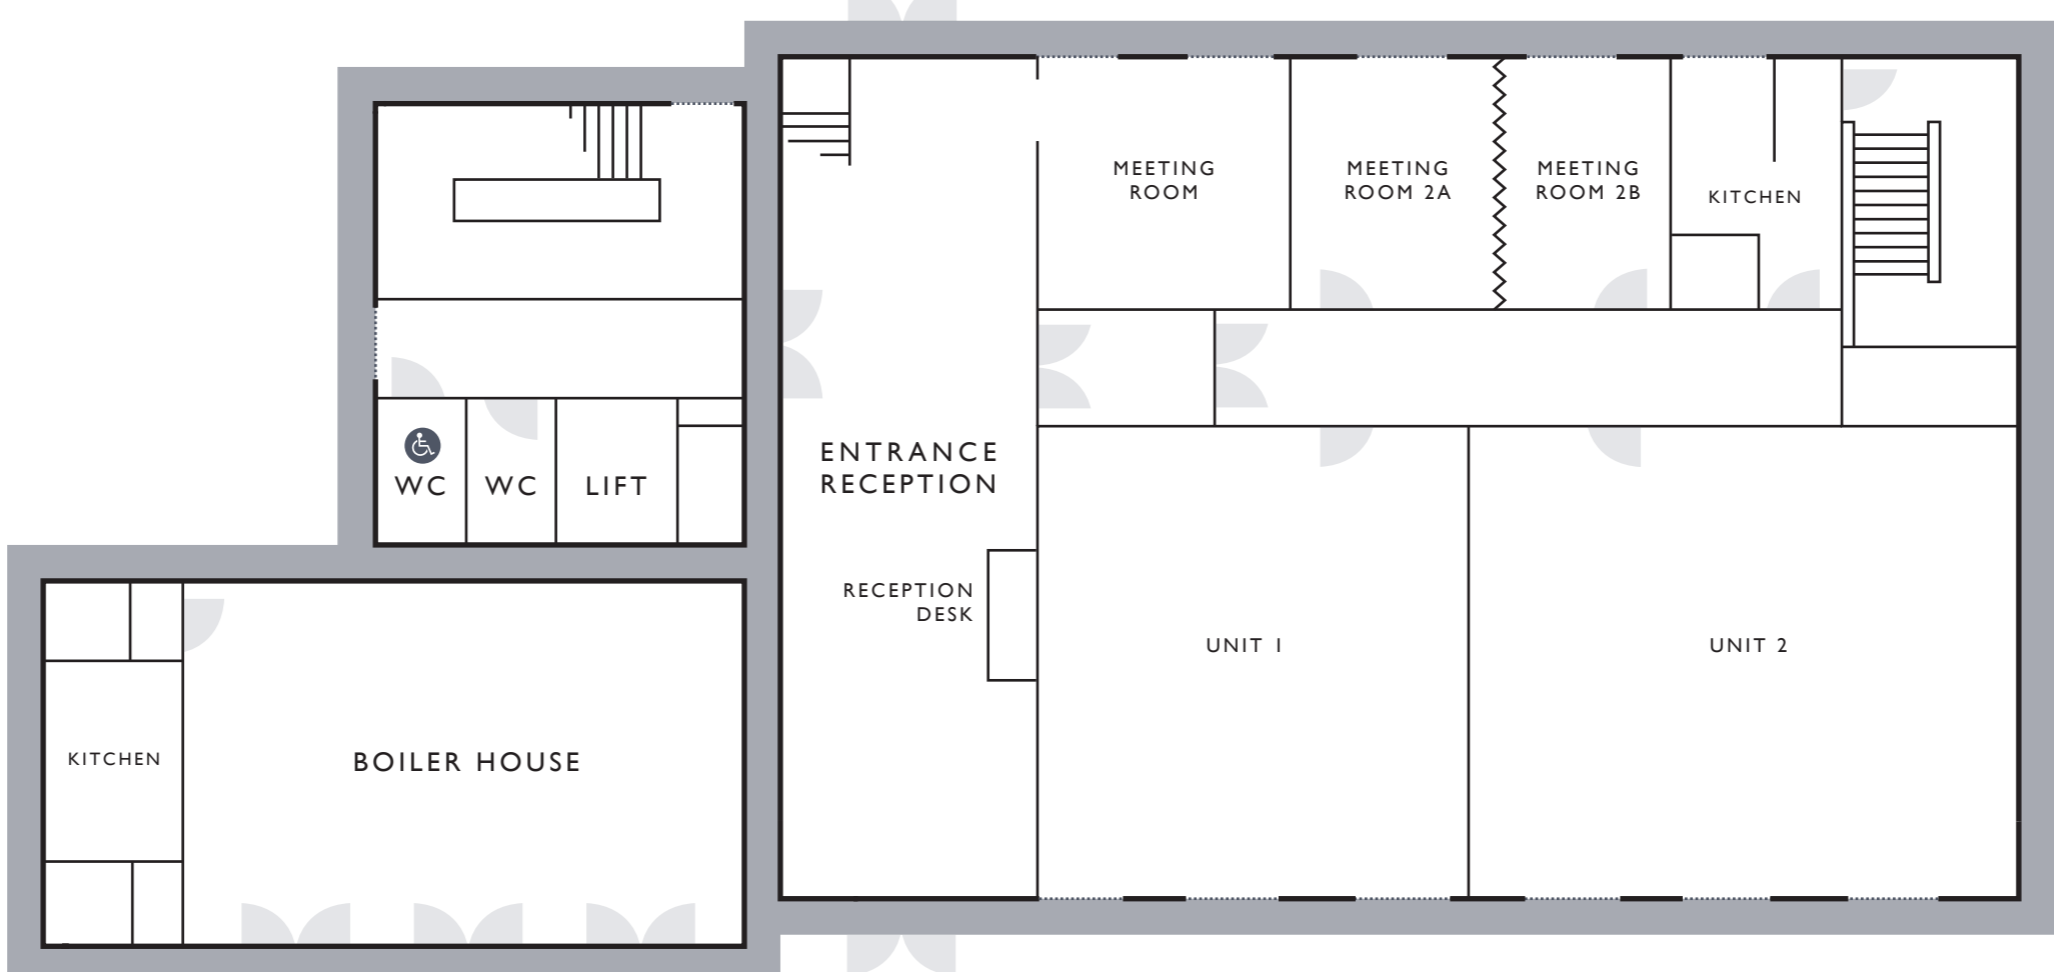 MEETING
ROOM
MEETING
ROOM 2A
MEETING
ROOM 2B
KITCHEN
ENTRANCE
RECEPTION
WC
WC
LIFT
RECEPTION
DESK
UNIT 1
UNIT 2
KITCHEN
BOILER HOUSE